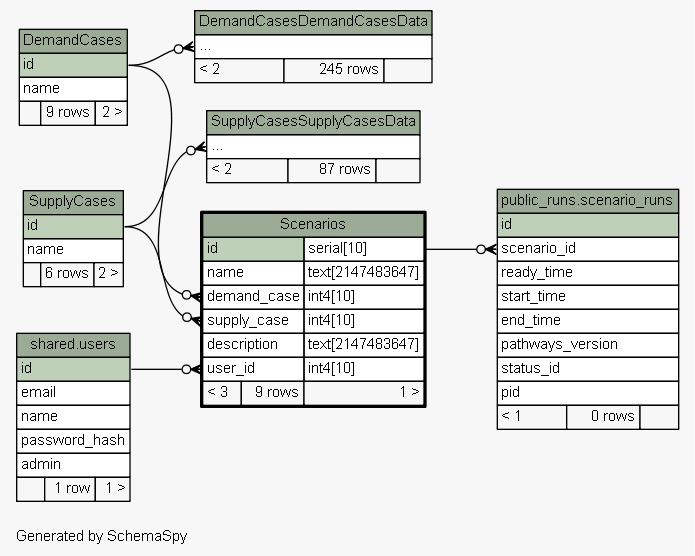 DemandCases
id
name
9 rows 2 >
DemandCasesDemandCasesData
...
< 2 245 rows
SupplyCasesSupplyCasesData
...
< 2 87 rows
SupplyCases
id
name
6 rows 2 >
Scenarios
id serial[10]
name text[2147483647]
demand_case int4[10]
supply_case int4[10]
description text[2147483647]
user_id int4[10]
< 3 9 rows 1 >
public_runs.scenario_runs
id
scenario_id
ready_time
start_time
end_time
pathways_version
status_id
pid
< 1 0 rows
shared.users
id
email
name
password_hash
admin
1 row 1 >
Generated by SchemaSpy